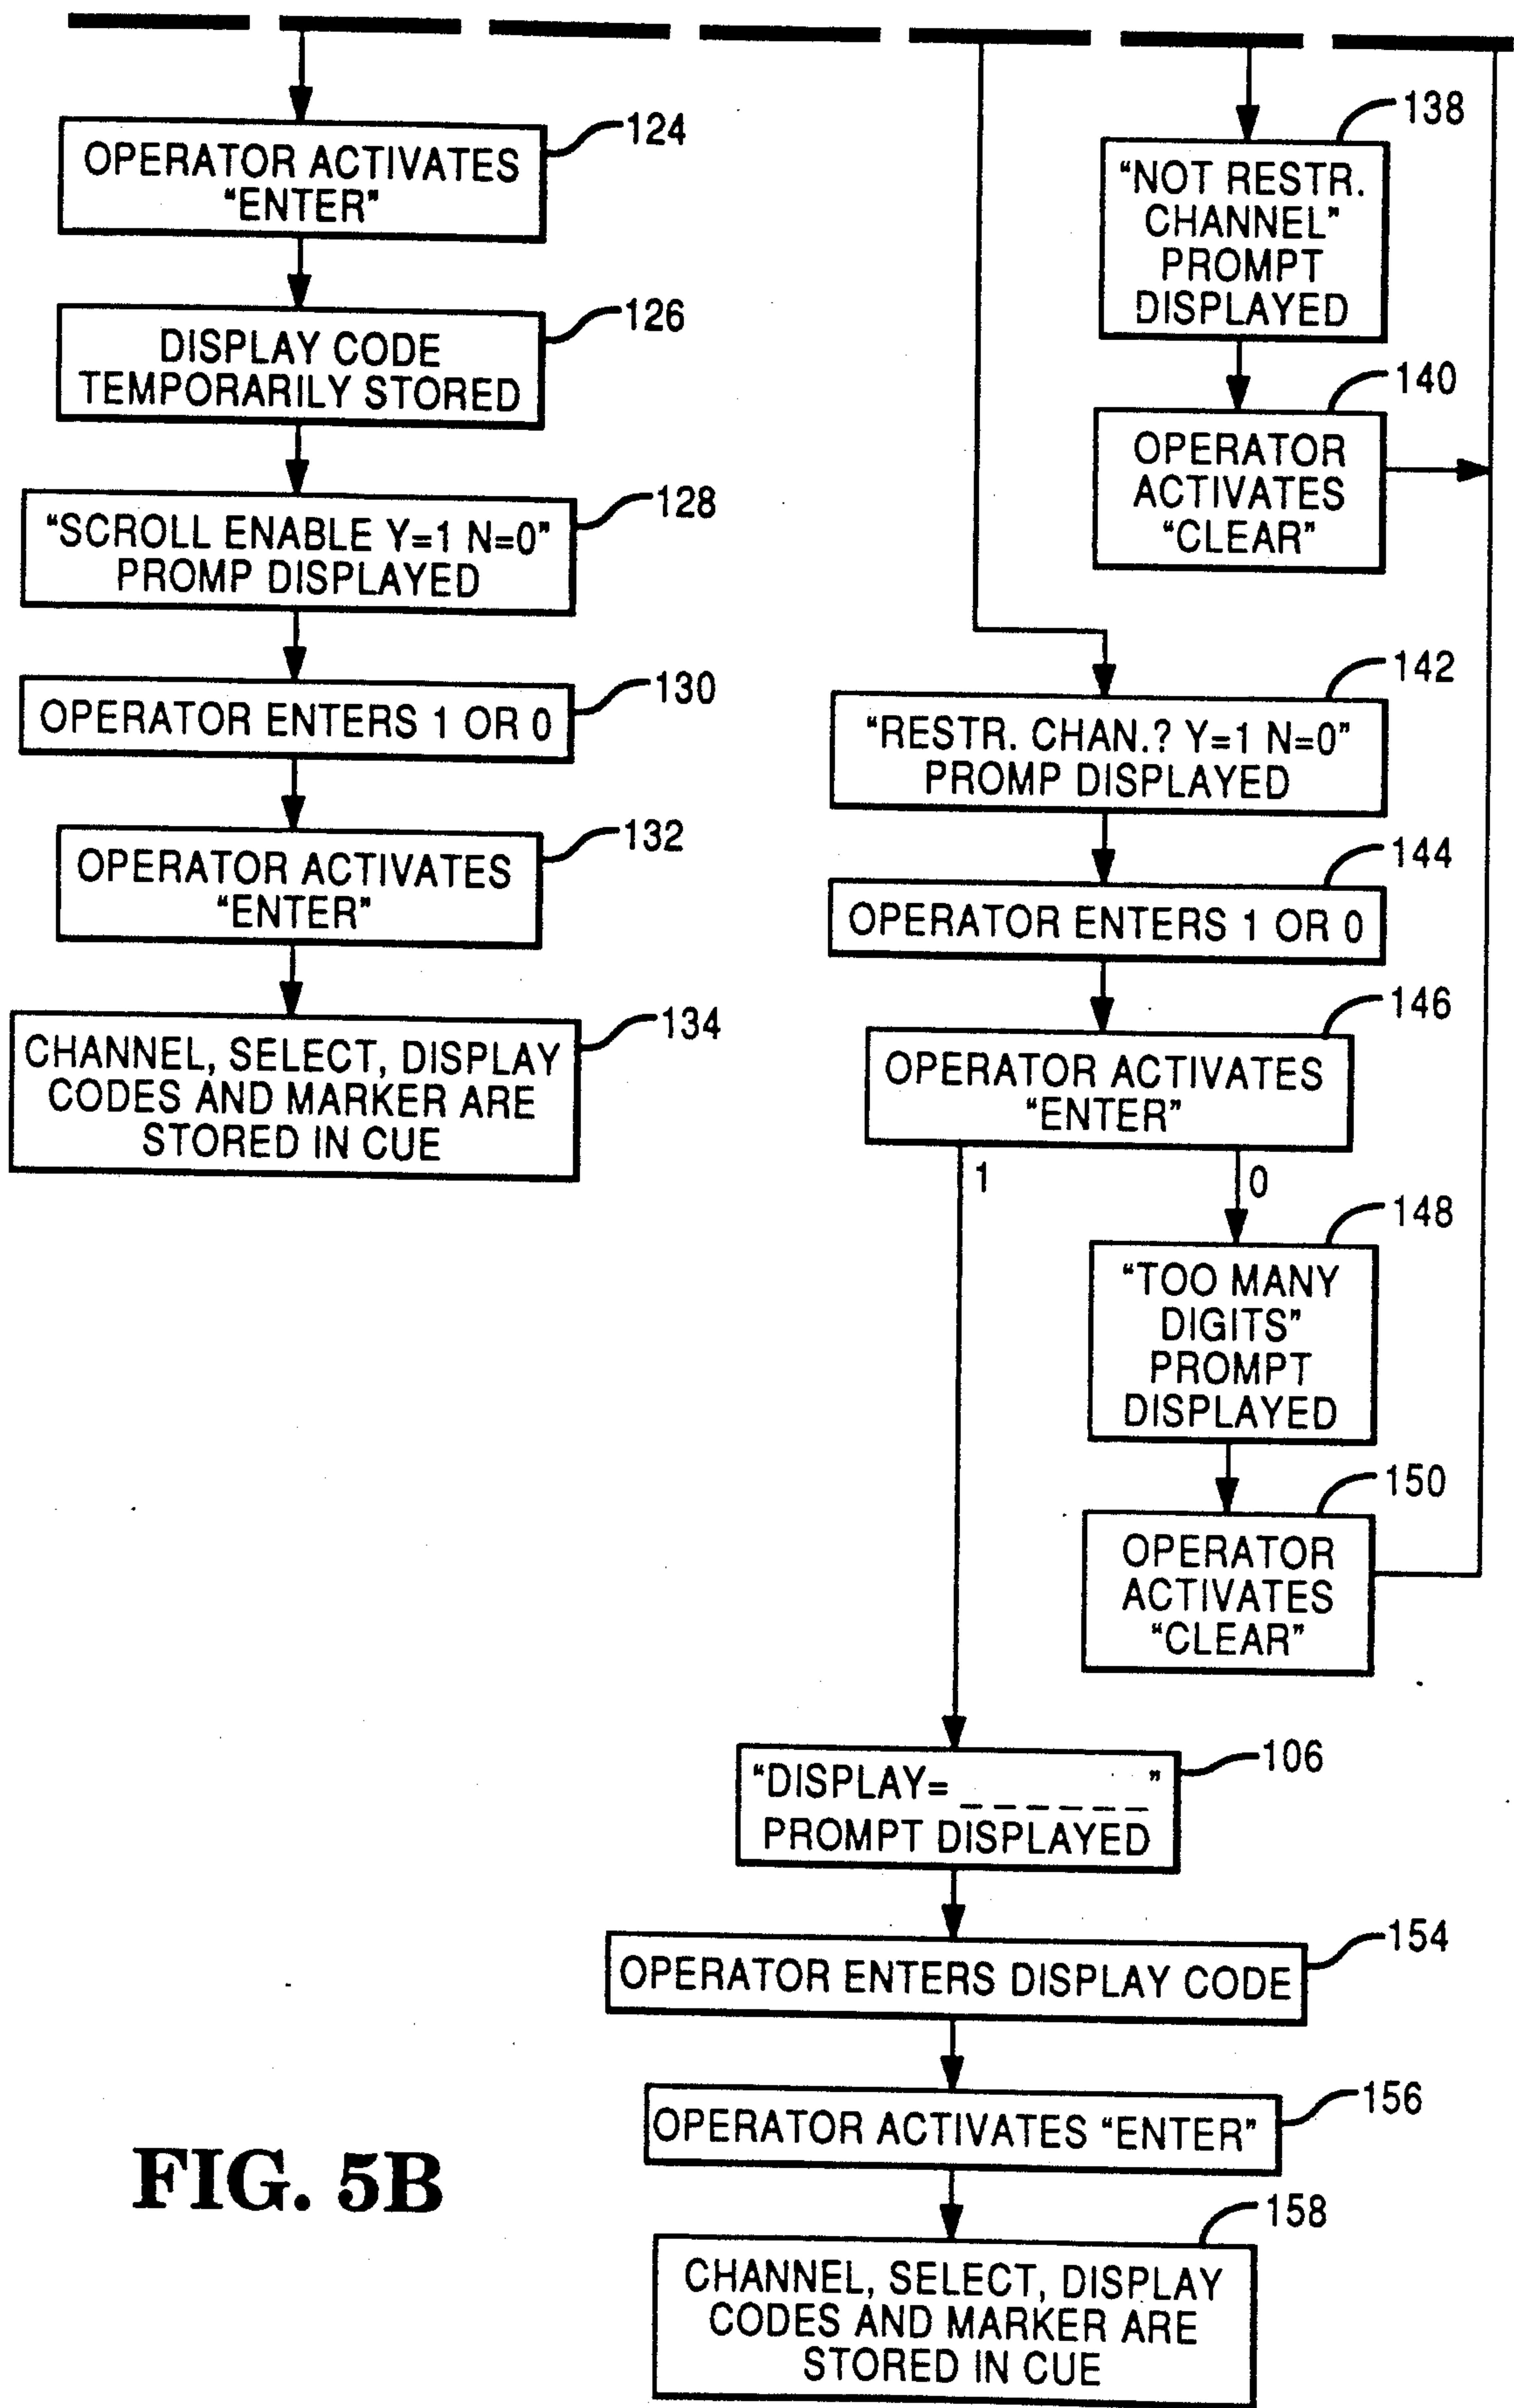 124
OPERATOR ACTIVATES
“ENTER”
126
DISPLAY CODE
TEMPORARILY STORED
128
“SCROLL ENABLE Y=1 N=0”
PROMP DISPLAYED
130
OPERATOR ENTERS 1 OR 0
132
OPERATOR ACTIVATES
“ENTER”
134
CHANNEL, SELECT, DISPLAY
CODES AND MARKER ARE
STORED IN CUE
138
“NOT RESTR.
CHANNEL”
PROMPT
DISPLAYED
140
OPERATOR
ACTIVATES
“CLEAR”
142
“RESTR. CHAN.? Y=1 N=0”
PROMP DISPLAYED
144
OPERATOR ENTERS 1 OR 0
146
OPERATOR ACTIVATES
“ENTER”
1
0
148
“TOO MANY
DIGITS”
PROMPT
DISPLAYED
150
OPERATOR
ACTIVATES
“CLEAR”
106
“DISPLAY= _ _ _ _ _ _”
PROMPT DISPLAYED
154
OPERATOR ENTERS DISPLAY CODE
156
OPERATOR ACTIVATES “ENTER”
158
CHANNEL, SELECT, DISPLAY
CODES AND MARKER ARE
STORED IN CUE
FIG. 5B